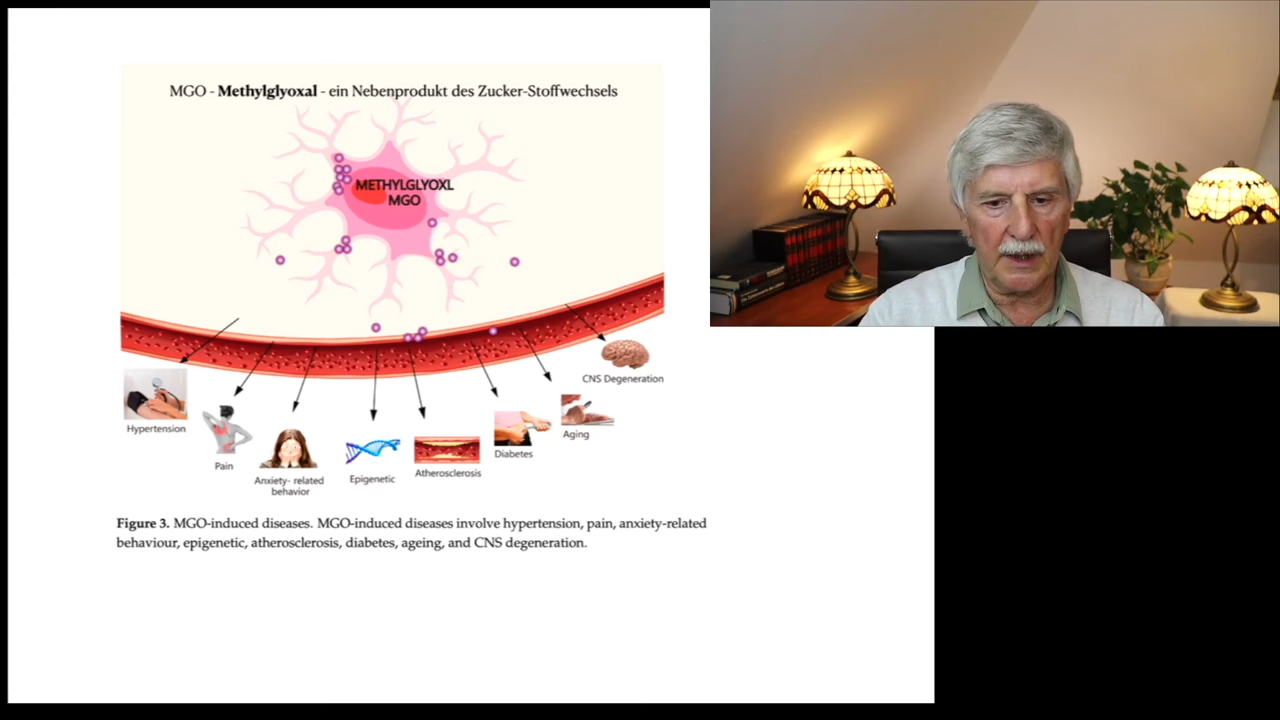 MGO - Methylglyoxal - ein Nebenprodukt des Zucker-Stoffwechsels
METHYLGLYOXL
MGO
CNS Degeneration
Hypertension
Aging
Diabetes
Pain
Atherosclerosis
Epigenetic
Anxiety- related
behavior
Figure 3. MGO-induced diseases. MGO-induced diseases involve hypertension, pain, anxiety-related
behaviour, epigenetic, atherosclerosis, diabetes, ageing, and CNS degeneration.